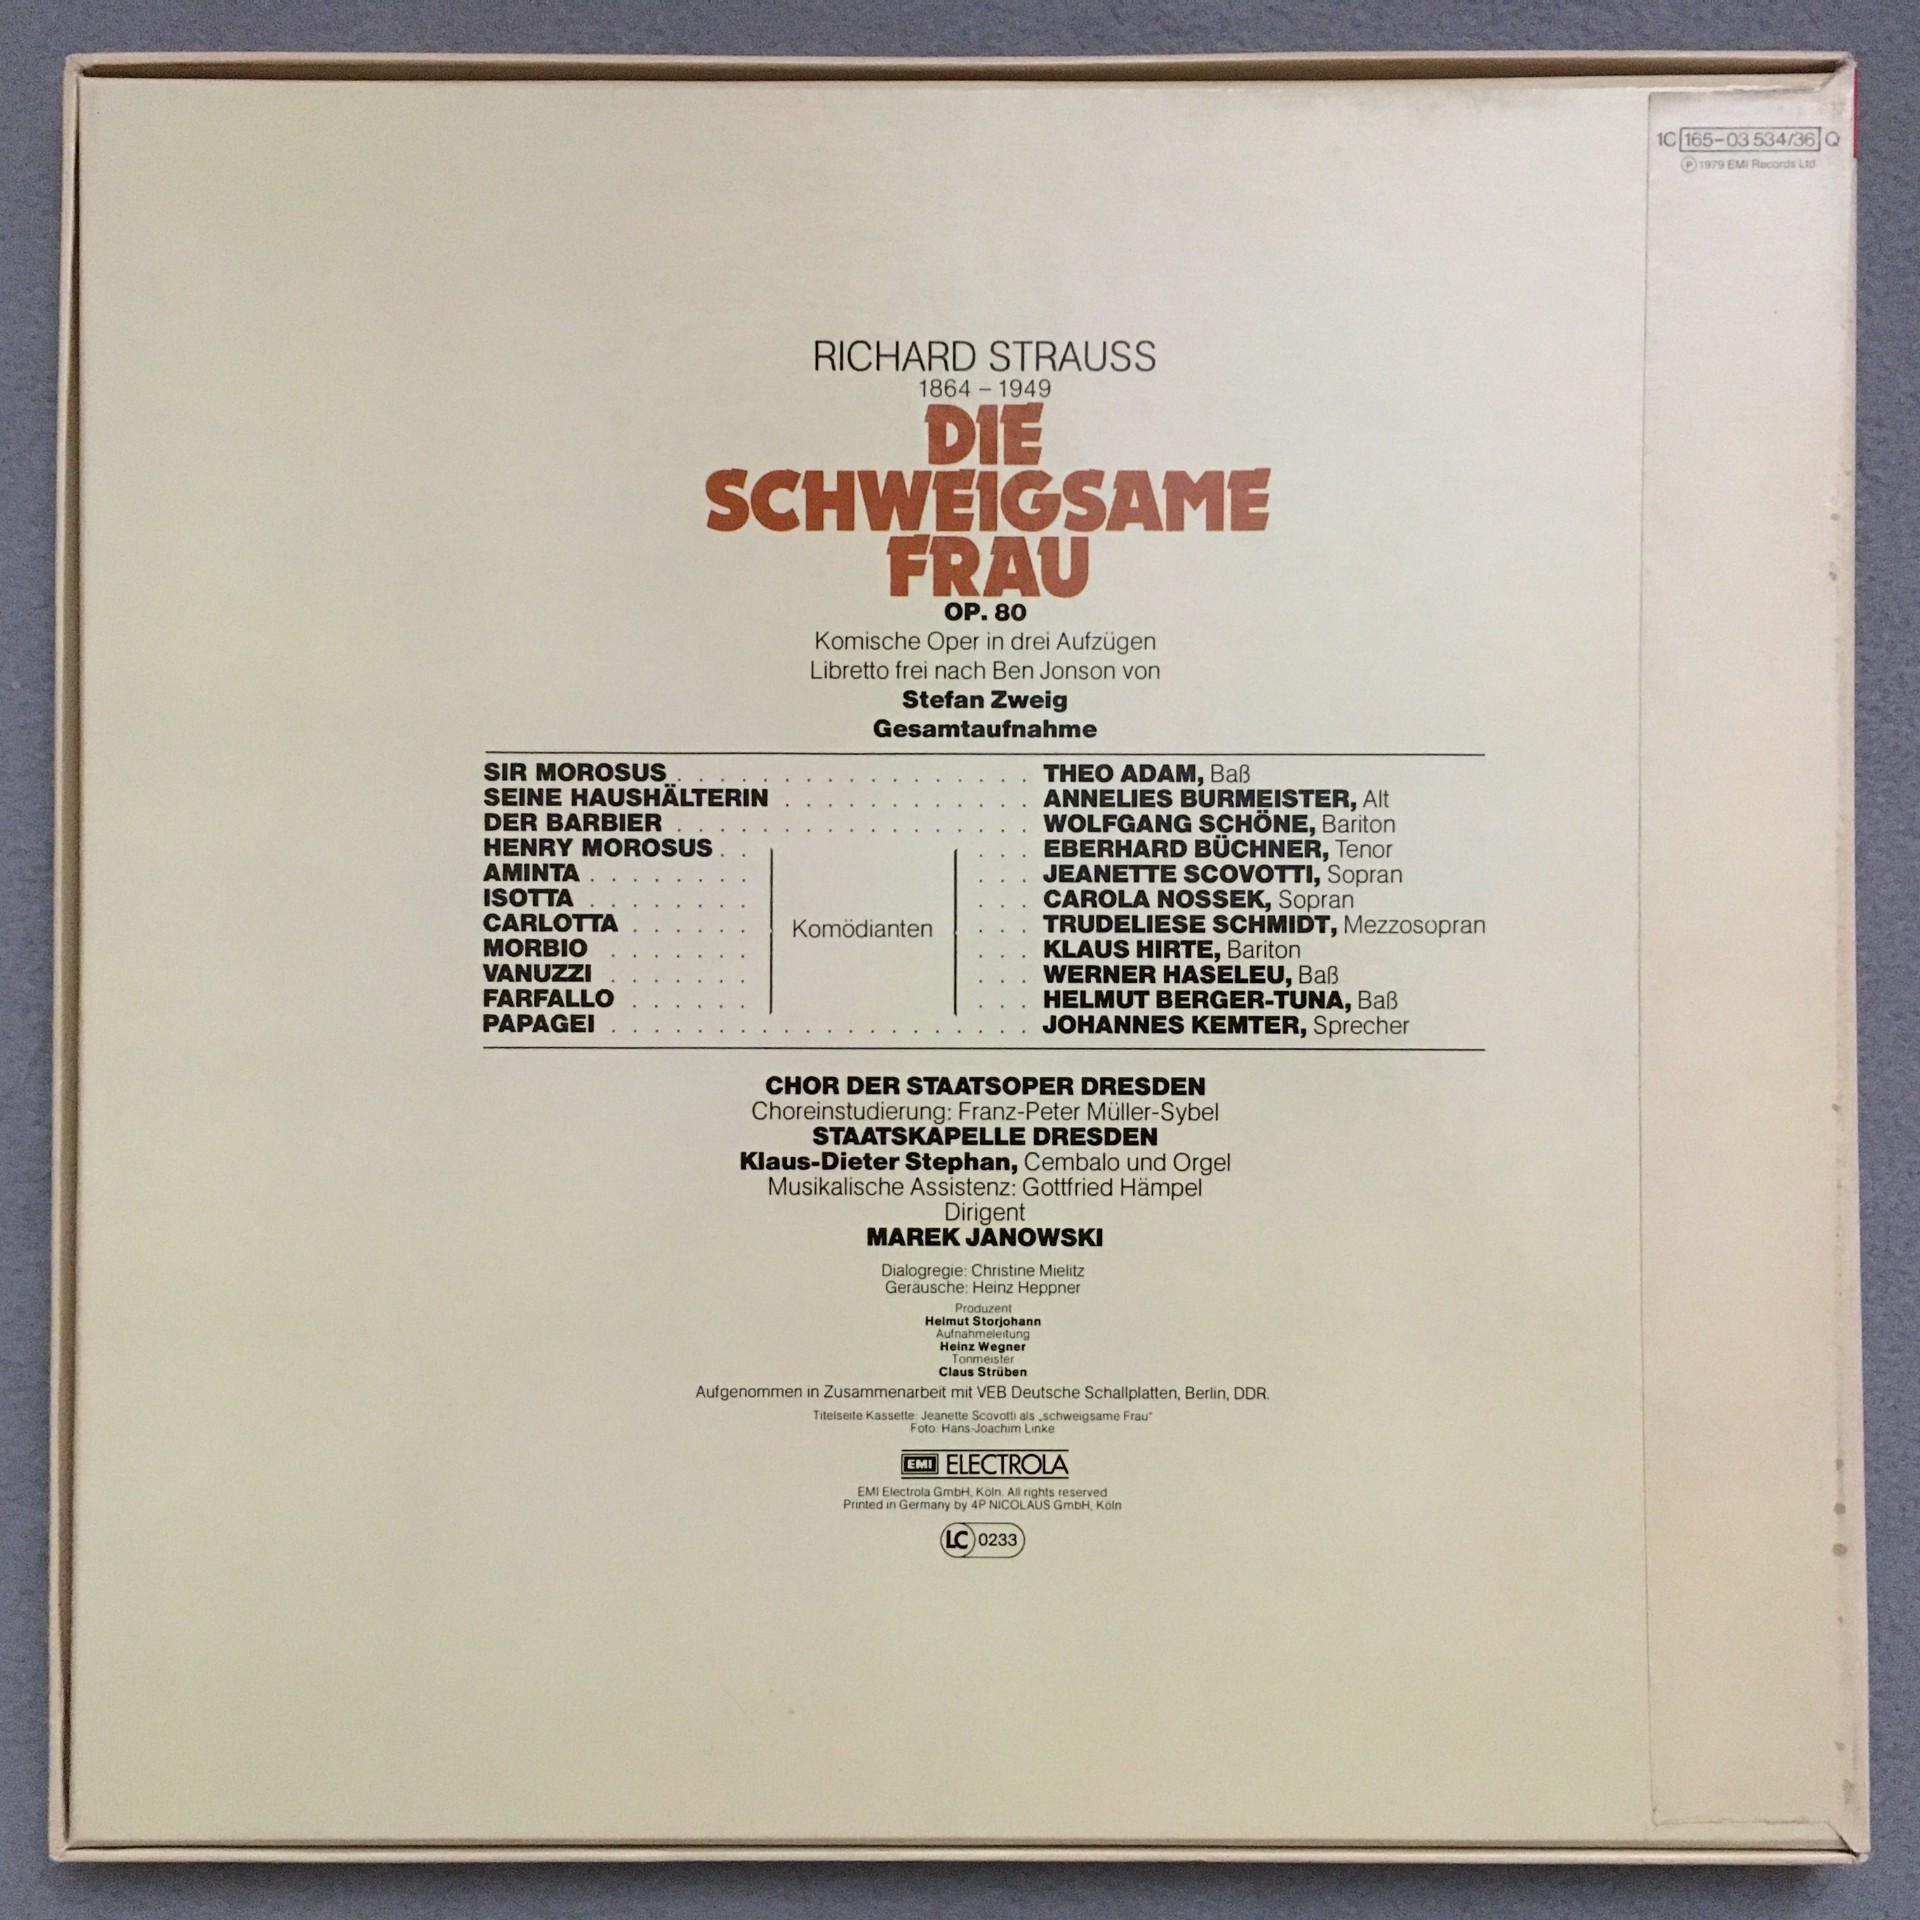 1C 165-03 534/36 Q
Ⓟ 1979 EMI Records Ltd
RICHARD STRAUSS
1864 – 1949
DIE
SCHWEIGSAME
FRAU
OP. 80
Komische Oper in drei Aufzügen
Libretto frei nach Ben Jonson von
Stefan Zweig
Gesamtaufnahme
SIR MOROSUS . . . . . . . . . . . . . . . . . THEO ADAM, Baß
SEINE HAUSHÄLTERIN . . . . . . . . . . . . ANNELIES BURMEISTER, Alt
DER BARBIER . . . . . . . . . . . . . . . . . WOLFGANG SCHÖNE, Bariton
HENRY MOROSUS . . . . . EBERHARD BÜCHNER, Tenor
AMINTA . . . . . . . . . . . JEANETTE SCOVOTTI, Sopran
ISOTTA . . . . . . . . . . . CAROLA NOSSEK, Sopran
CARLOTTA . . . . . . Komödianten . . . TRUDELIESE SCHMIDT, Mezzosopran
MORBIO . . . . . . . . . . KLAUS HIRTE, Bariton
VANUZZI . . . . . . . . . . WERNER HASELEU, Baß
FARFALLO . . . . . . . . . HELMUT BERGER-TUNA, Baß
PAPAGEI . . . . . . . . . . . . . . . . . . . . JOHANNES KEMTER, Sprecher
CHOR DER STAATSOPER DRESDEN
Choreinstudierung: Franz-Peter Müller-Sybel
STAATSKAPELLE DRESDEN
Klaus-Dieter Stephan, Cembalo und Orgel
Musikalische Assistenz: Gottfried Hämpel
Dirigent
MAREK JANOWSKI
Dialogregie: Christine Mielitz
Geräusche: Heinz Heppner
Produzent
Helmut Storjohann
Aufnahmeleitung
Heinz Wegner
Tonmeister
Claus Strüben
Aufgenommen in Zusammenarbeit mit VEB Deutsche Schallplatten, Berlin, DDR.
Titelseite Kassette: Jeanette Scovotti als „schweigsame Frau“
Foto: Hans-Joachim Linke
EMI ELECTROLA
EMI Electrola GmbH, Köln. All rights reserved
Printed in Germany by 4P NICOLAUS GmbH, Köln
LC 0233